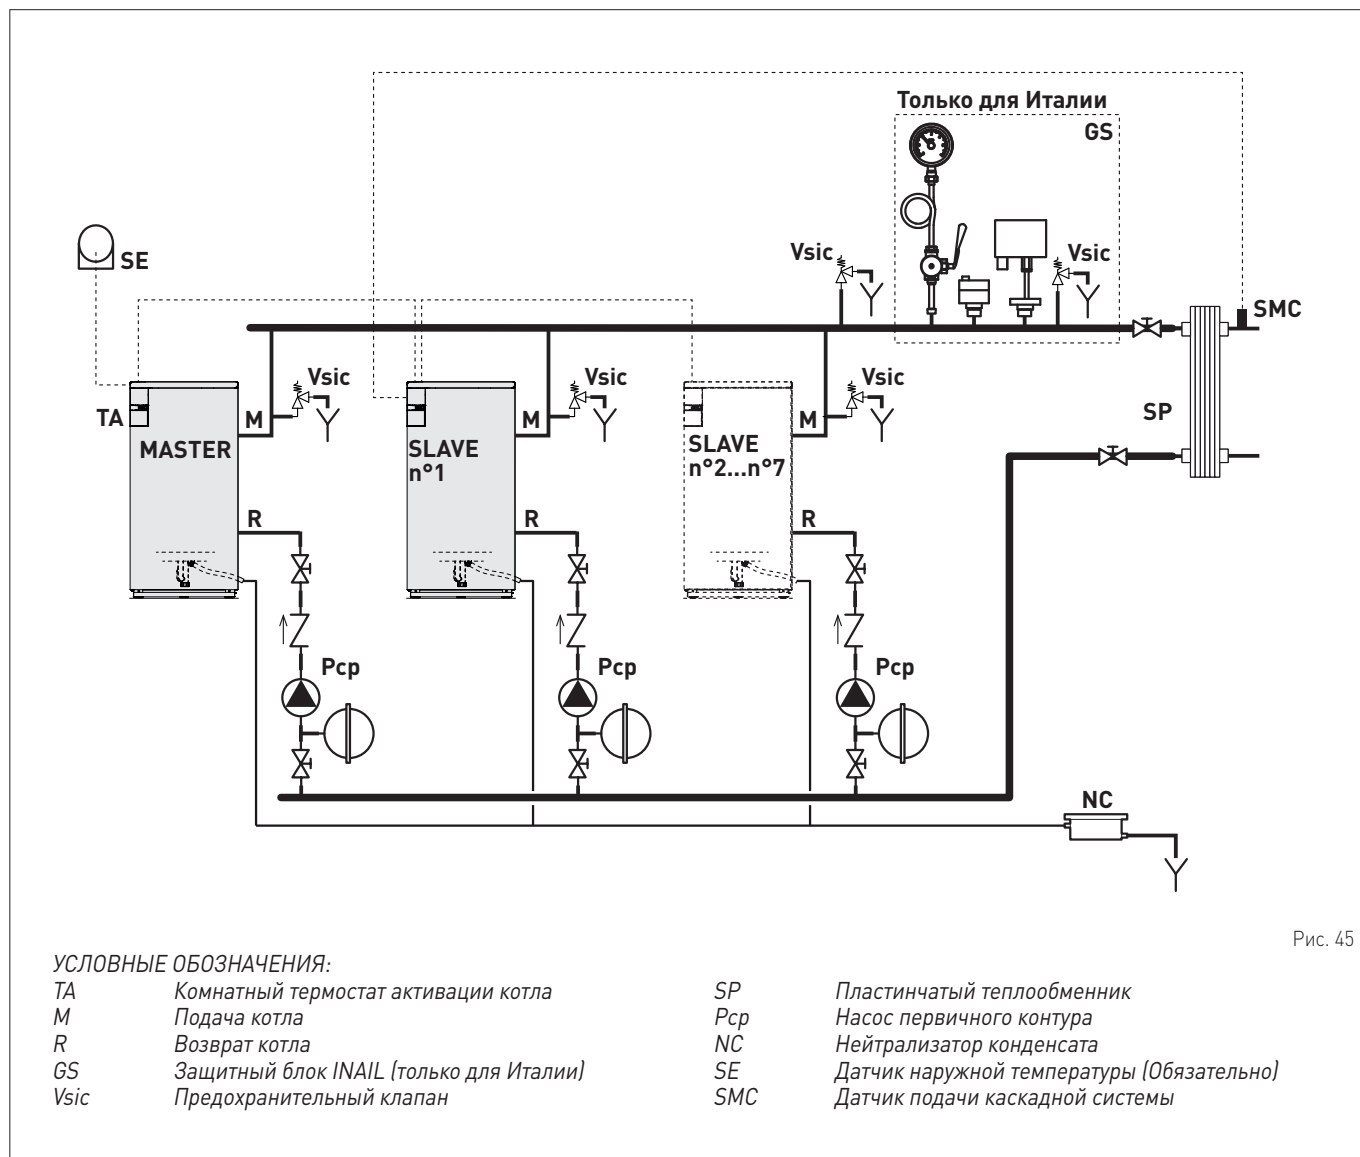 Только для Италии
GS
Vsic
Vsic
SE
SMC
Vsic
Vsic
Vsic
TA
M
M
M
SP
MASTER
SLAVE
n°1
SLAVE
n°2...n°7
R
R
R
Pcp
Pcp
Pcp
NC
Рис. 45
УСЛОВНЫЕ ОБОЗНАЧЕНИЯ:
TA Комнатный термостат активации котла
M Подача котла
R Возврат котла
GS Защитный блок INAIL (только для Италии)
Vsic Предохранительный клапан
SP Пластинчатый теплообменник
Pcp Насос первичного контура
NC Нейтрализатор конденсата
SE Датчик наружной температуры (Обязательно)
SMC Датчик подачи каскадной системы